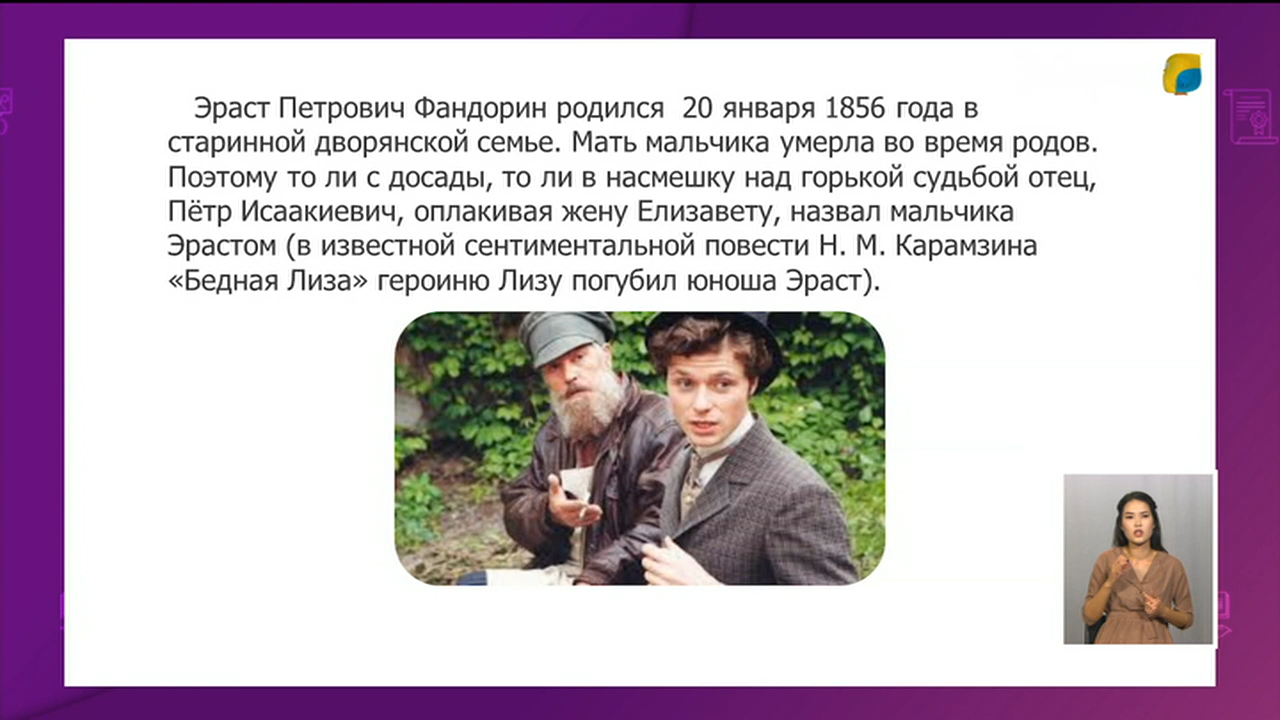 Эраст Петрович Фандорин родился 20 января 1856 года в
старинной дворянской семье. Мать мальчика умерла во время родов.
Поэтому то ли с досады, то ли в насмешку над горькой судьбой отец,
Пётр Исаакиевич, оплакивая жену Елизавету, назвал мальчика
Эрастом (в известной сентиментальной повести Н. М. Карамзина
«Бедная Лиза» героиню Лизу погубил юноша Эраст).